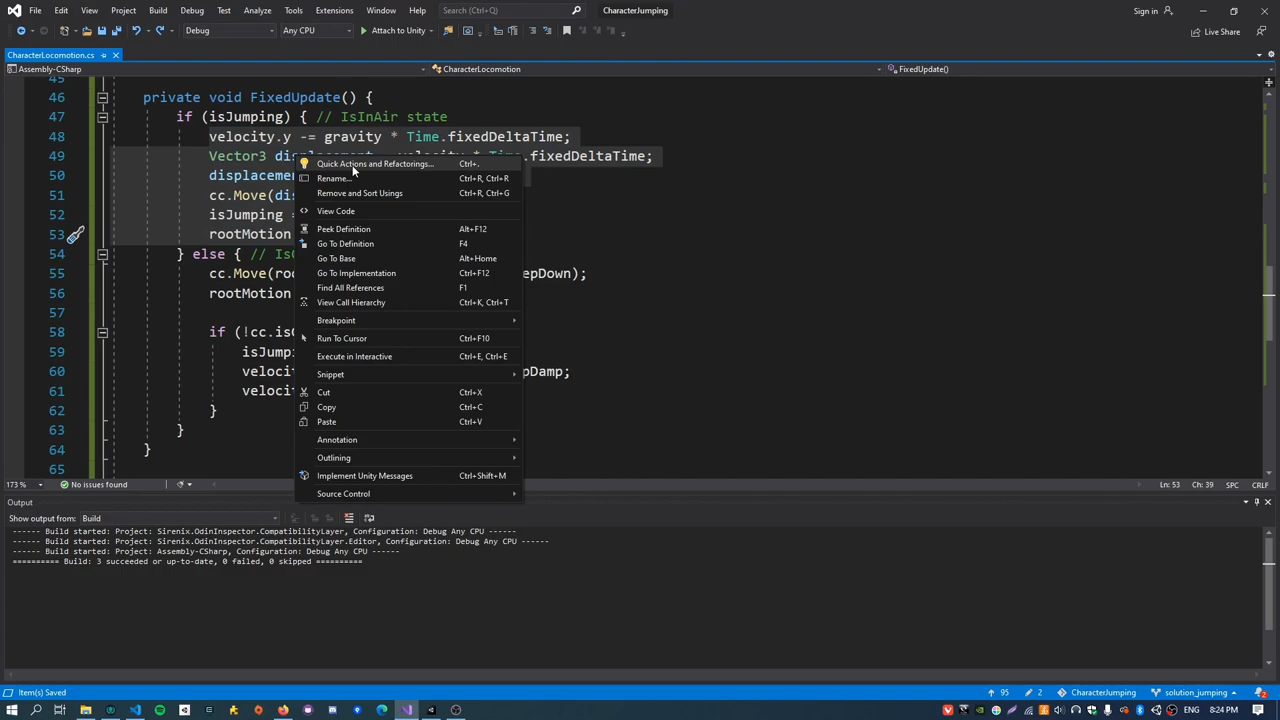 File Edit View Project Build Debug Test Analyze Tools Extensions Window Help Search (Ctrl+Q) CharacterJumping Sign in
Debug Any CPU Attach to Unity Live Share
CharacterLocomotion.cs
Assembly-CSharp CharacterLocomotion FixedUpdate()
45
46 private void FixedUpdate() {
47 if (isJumping) { // IsInAir state
48 velocity.y -= gravity * Time.fixedDeltaTime;
49 Vector3 displacement = velocity * Time.fixedDeltaTime;
50 displacemen
51 cc.Move(di
52 isJumping =
53 rootMotion
54 } else { // IsG
55 cc.Move(roo epDown);
56 rootMotion
57
58 if (!cc.isG
59 isJumpi
60 veloci pDamp;
61 veloci
62 }
63 }
64 }
65
Quick Actions and Refactorings... Ctrl+.
Rename... Ctrl+R, Ctrl+R
Remove and Sort Usings Ctrl+R, Ctrl+G
View Code
Peek Definition Alt+F12
Go To Definition F4
Go To Base Alt+Home
Go To Implementation Ctrl+F12
Find All References F1
View Call Hierarchy Ctrl+K, Ctrl+T
Breakpoint
Run To Cursor Ctrl+F10
Execute in Interactive Ctrl+E, Ctrl+E
Snippet
Cut Ctrl+X
Copy Ctrl+C
Paste Ctrl+V
Annotation
Outlining
Implement Unity Messages Ctrl+Shift+M
Source Control
173 % No issues found Ln: 53 Ch: 39 SPC CRLF
Output
Show output from: Build
------ Build started: Project: Sirenix.OdinInspector.CompatibilityLayer, Configuration: Debug Any CPU ------
------ Build started: Project: Sirenix.OdinInspector.CompatibilityLayer.Editor, Configuration: Debug Any CPU ------
------ Build started: Project: Assembly-CSharp, Configuration: Debug Any CPU ------
========== Build: 3 succeeded or up-to-date, 0 failed, 0 skipped ==========
Item(s) Saved 95 2 CharacterJumping solution_jumping 2
ENG 8:24 PM